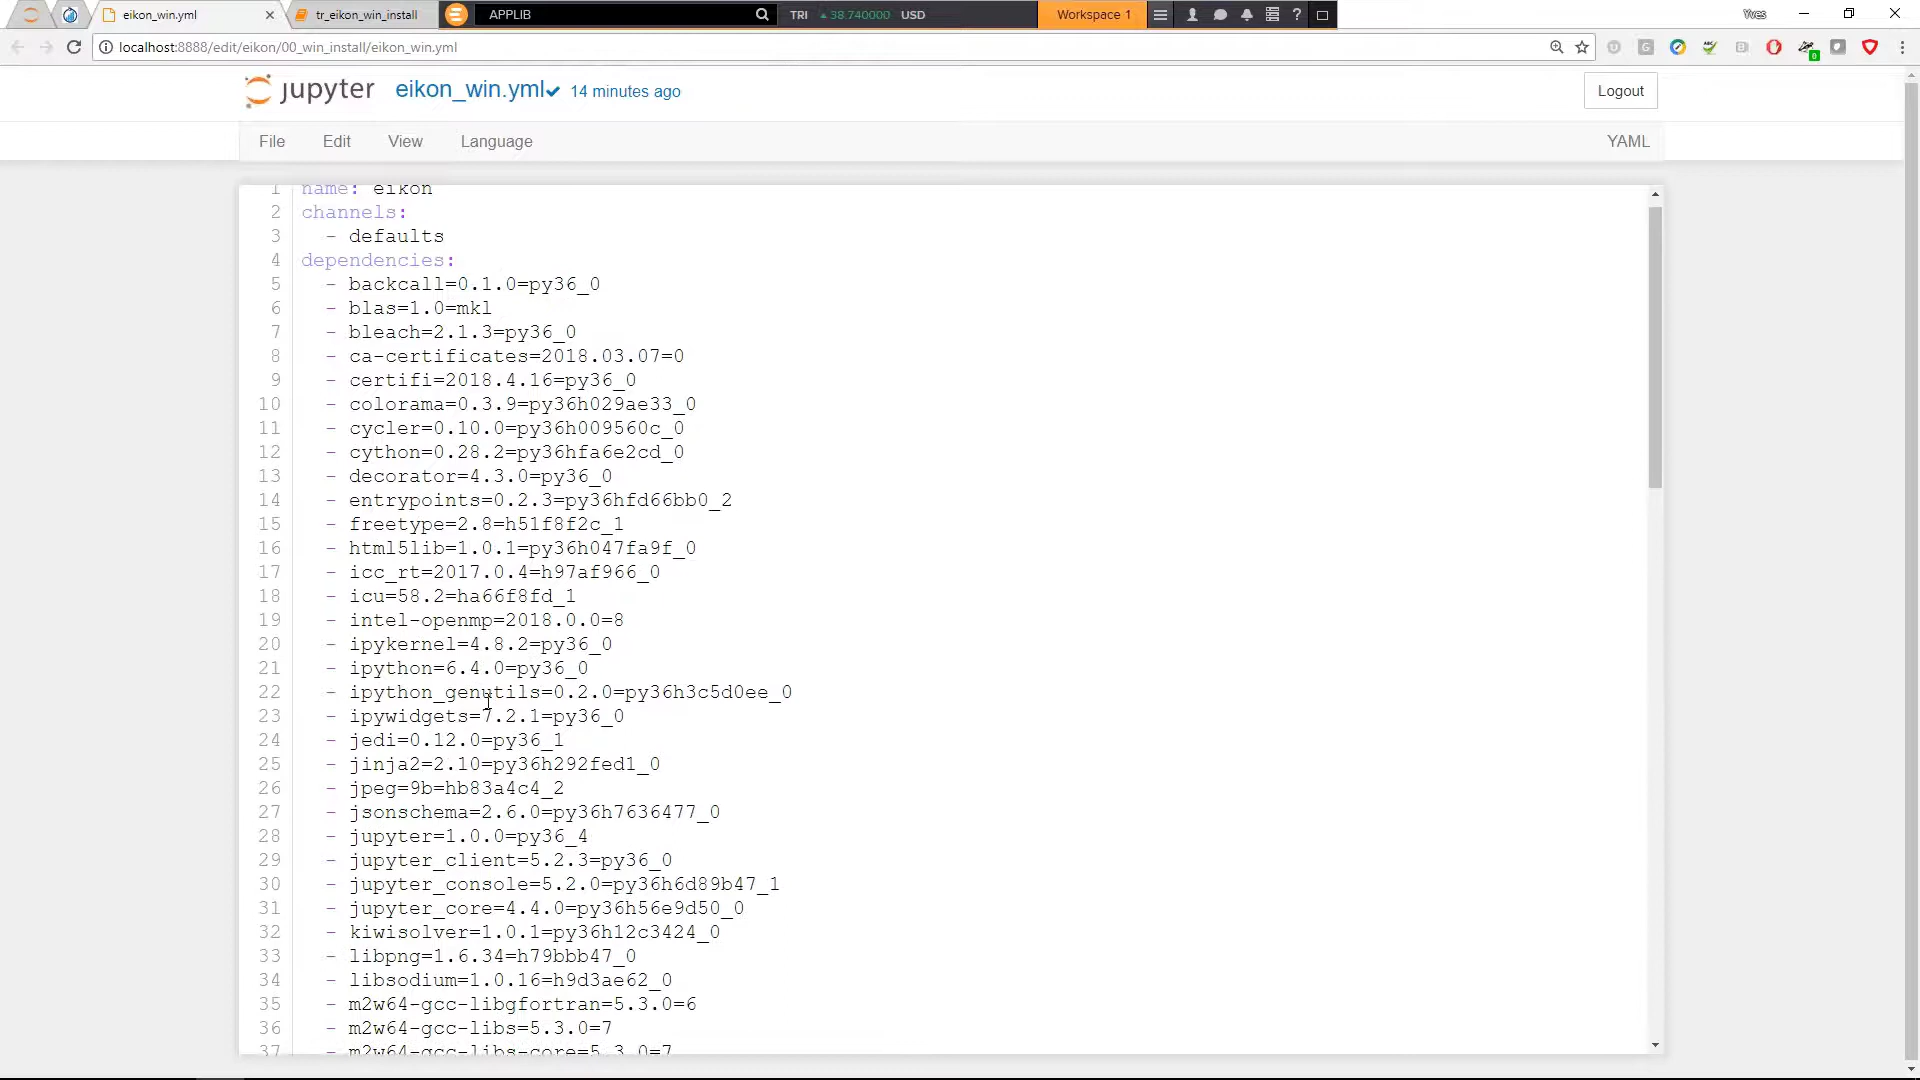 eikon_win.yml
tr_eikon_win_install
APPLIB
TRI
38.740000
USD
Workspace 1
?
Yves
localhost:8888/edit/eikon/00_win_install/eikon_win.yml
0
jupyter
eikon_win.yml
14 minutes ago
Logout
File
Edit
View
Language
YAML
1 name: eikon
2 channels:
3 - defaults
4 dependencies:
5 - backcall=0.1.0=py36_0
6 - blas=1.0=mkl
7 - bleach=2.1.3=py36_0
8 - ca-certificates=2018.03.07=0
9 - certifi=2018.4.16=py36_0
10 - colorama=0.3.9=py36h029ae33_0
11 - cycler=0.10.0=py36h009560c_0
12 - cython=0.28.2=py36hfa6e2cd_0
13 - decorator=4.3.0=py36_0
14 - entrypoints=0.2.3=py36hfd66bb0_2
15 - freetype=2.8=h51f8f2c_1
16 - html5lib=1.0.1=py36h047fa9f_0
17 - icc_rt=2017.0.4=h97af966_0
18 - icu=58.2=ha66f8fd_1
19 - intel-openmp=2018.0.0=8
20 - ipykernel=4.8.2=py36_0
21 - ipython=6.4.0=py36_0
22 - ipython_genutils=0.2.0=py36h3c5d0ee_0
23 - ipywidgets=7.2.1=py36_0
24 - jedi=0.12.0=py36_1
25 - jinja2=2.10=py36h292fed1_0
26 - jpeg=9b=hb83a4c4_2
27 - jsonschema=2.6.0=py36h7636477_0
28 - jupyter=1.0.0=py36_4
29 - jupyter_client=5.2.3=py36_0
30 - jupyter_console=5.2.0=py36h6d89b47_1
31 - jupyter_core=4.4.0=py36h56e9d50_0
32 - kiwisolver=1.0.1=py36h12c3424_0
33 - libpng=1.6.34=h79bbb47_0
34 - libsodium=1.0.16=h9d3ae62_0
35 - m2w64-gcc-libgfortran=5.3.0=6
36 - m2w64-gcc-libs=5.3.0=7
37 - m2w64-gcc-libs-core=5.3.0=7